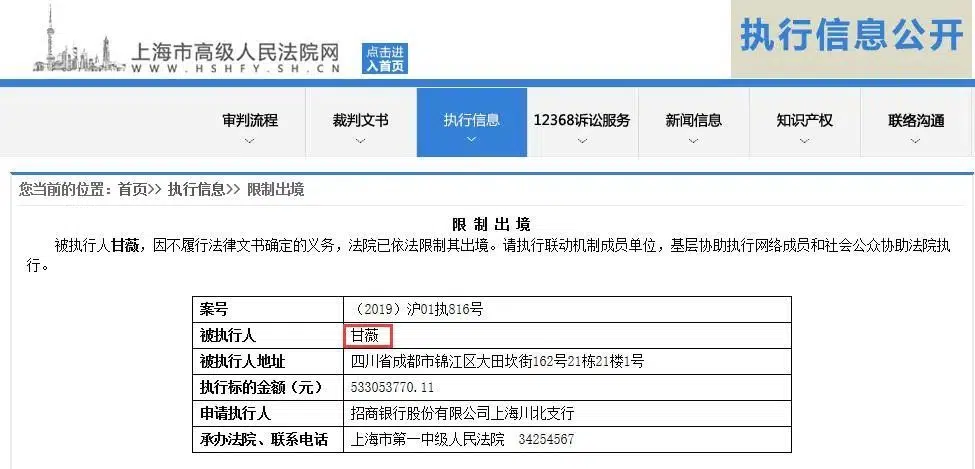 上海市高级人民法院网
WWW.HSHFY.SH.CN
点击进
入首页
执行信息公开
审判流程 裁判文书 执行信息 12368诉讼服务 新闻信息 知识产权 联络沟通
您当前的位置：首页>> 执行信息>> 限制出境
限 制 出 境
被执行人甘薇，因不履行法律文书确定的义务，法院已依法限制其出境。请执行联动机制成员单位，基层协助执行网络成员和社会公众协助法院执
行。
案号 （2019）沪01执816号
被执行人 甘薇
被执行人地址 四川省成都市锦江区大田坎街162号21栋21楼1号
执行标的金额（元） 533053770.11
申请执行人 招商银行股份有限公司上海川北支行
承办法院、联系电话 上海市第一中级人民法院 34254567